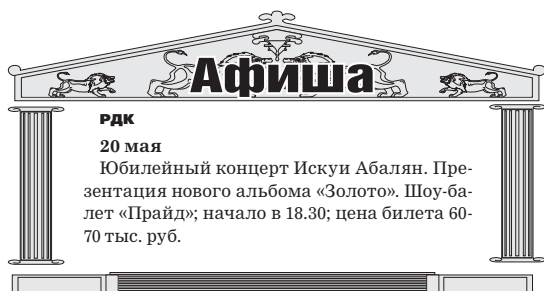 Афиша
РДК
20 мая
Юбилейный концерт Искуи Абалян. Пре-
зентация нового альбома «Золото». Шоу-ба-
лет «Прайд»; начало в 18.30; цена билета 60-
70 тыс. руб.